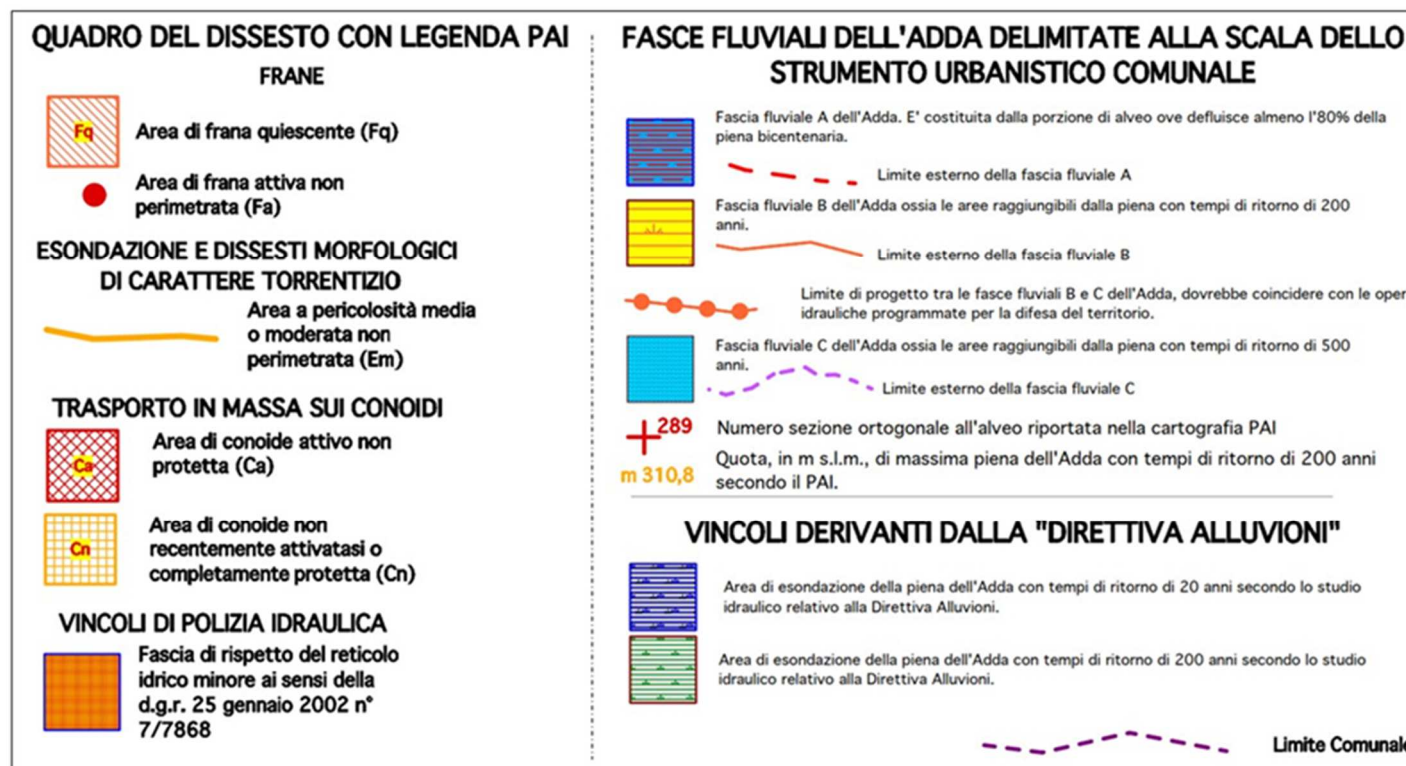 QUADRO DEL DISSESTO CON LEGENDA PAI
FRANE
Fq
Area di frana quiescente (Fq)
Area di frana attiva non
perimetrata (Fa)
ESONDAZIONE E DISSESTI MORFOLOGICI
DI CARATTERE TORRENTIZIO
Area a pericolosità media
o moderata non
perimetrata (Em)
TRASPORTO IN MASSA SUI CONOIDI
Ca
Area di conoide attivo non
protetta (Ca)
Cn
Area di conoide non
recentemente attivatasi o
completamente protetta (Cn)
VINCOLI DI POLIZIA IDRAULICA
Fascia di rispetto del reticolo
idrico minore ai sensi della
d.g.r. 25 gennaio 2002 n°
7/7868
FASCE FLUVIALI DELL'ADDA DELIMITATE ALLA SCALA DELLO
STRUMENTO URBANISTICO COMUNALE
Fascia fluviale A dell'Adda. E' costituita dalla porzione di alveo ove defluisce almeno l'80% della
piena bicentenaria.
Limite esterno della fascia fluviale A
Fascia fluviale B dell'Adda ossia le aree raggiungibili dalla piena con tempi di ritorno di 200
anni.
Limite esterno della fascia fluviale B
Limite di progetto tra le fasce fluviali B e C dell'Adda, dovrebbe coincidere con le oper
idrauliche programmate per la difesa del territorio.
Fascia fluviale C dell'Adda ossia le aree raggiungibili dalla piena con tempi di ritorno di 500
anni.
Limite esterno della fascia fluviale C
289
Numero sezione ortogonale all'alveo riportata nella cartografia PAI
m 310,8
Quota, in m s.l.m., di massima piena dell'Adda con tempi di ritorno di 200 anni
secondo il PAI.
VINCOLI DERIVANTI DALLA "DIRETTIVA ALLUVIONI"
Area di esondazione della piena dell'Adda con tempi di ritorno di 20 anni secondo lo studio
idraulico relativo alla Direttiva Alluvioni.
Area di esondazione della piena dell'Adda con tempi di ritorno di 200 anni secondo lo studio
idraulico relativo alla Direttiva Alluvioni.
Limite Comunale